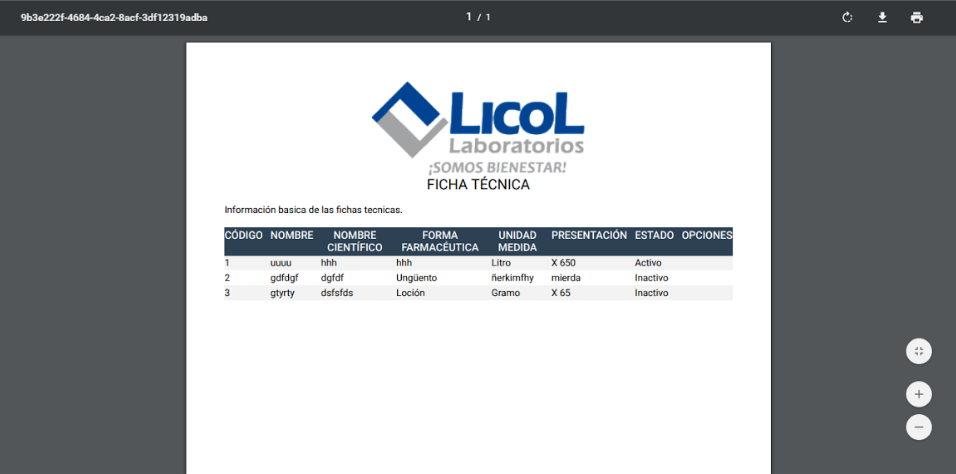 9b3e222f-4684-4ca2-8acf-3df12319adba
1 / 1
LICOL
Laboratorios
¡SOMOS BIENESTAR!
FICHA TÉCNICA
Información basica de las fichas tecnicas.
CÓDIGO NOMBRE NOMBRE CIENTÍFICO FORMA FARMACÉUTICA UNIDAD MEDIDA PRESENTACIÓN ESTADO OPCIONES
1 uuuu hhh hhh Litro X 650 Activo
2 gdfdgf dgfdf Ungüento ñerkimfhy mierda Inactivo
3 gtyrty dsfsfds Loción Gramo X 65 Inactivo